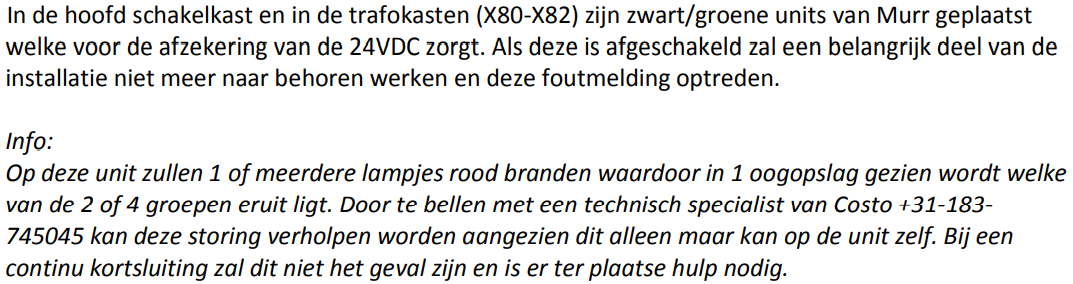 In de hoofd schakelkast en in de trafokasten (X80-X82) zijn zwart/groene units van Murr geplaatst
welke voor de afzekering van de 24VDC zorgt. Als deze is afgeschakeld zal een belangrijk deel van de
installatie niet meer naar behoren werken en deze foutmelding optreden.
Info:
Op deze unit zullen 1 of meerdere lampjes rood branden waardoor in 1 oogopslag gezien wordt welke
van de 2 of 4 groepen eruit ligt. Door te bellen met een technisch specialist van Costo +31-183-
745045 kan deze storing verholpen worden aangezien dit alleen maar kan op de unit zelf. Bij een
continu kortsluiting zal dit niet het geval zijn en is er ter plaatse hulp nodig.